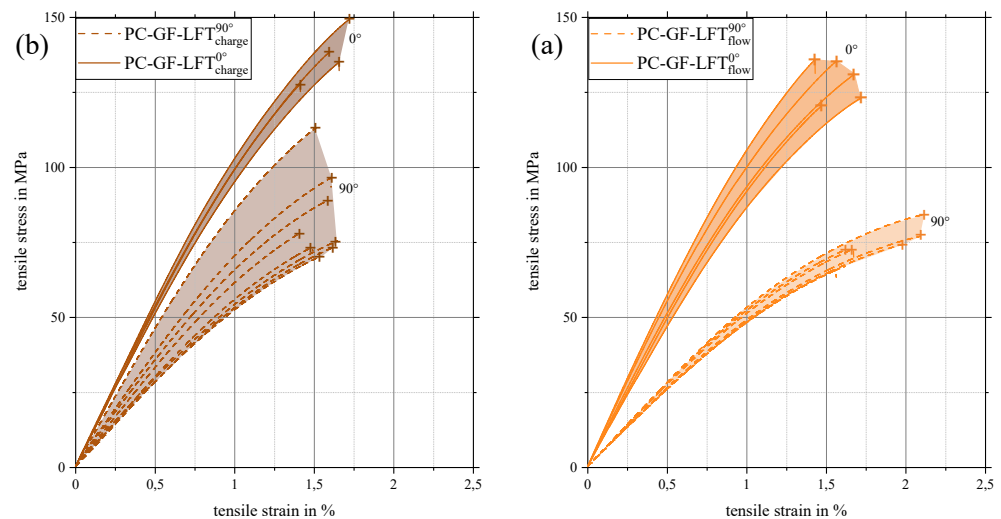 (b)
PC-GF-LFT90°charge
PC-GF-LFT0°charge
0°
90°
150
100
50
0
0
0,5
1
1,5
2
2,5
tensile stress in MPa
tensile strain in %
(a)
PC-GF-LFT90°flow
PC-GF-LFT0°flow
0°
90°
150
100
50
0
0
0,5
1
1,5
2
2,5
tensile stress in MPa
tensile strain in %